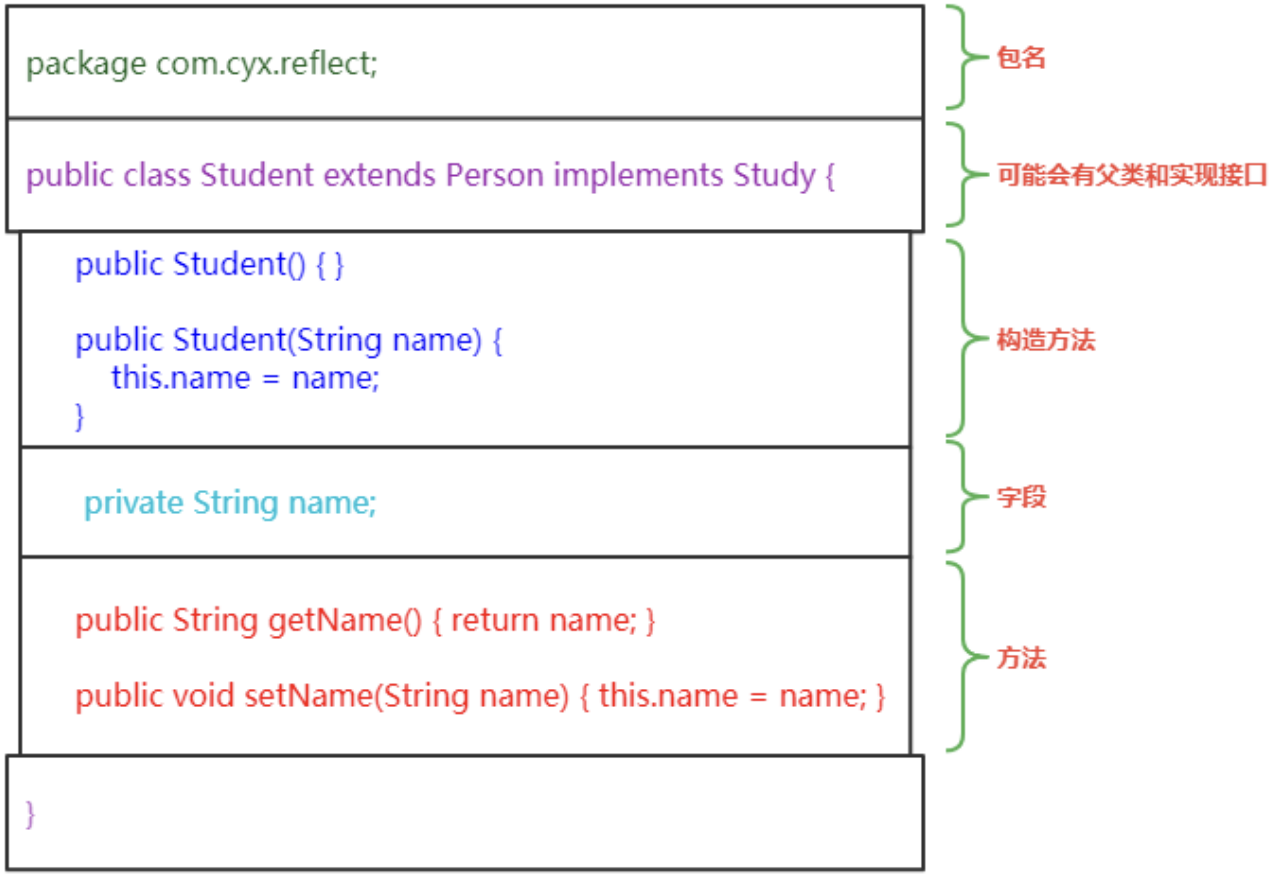 package com.cyx.reflect;
包名
public class Student extends Person implements Study {
可能会有父类和实现接口
public Student() { }
public Student(String name) {
this.name = name;
}
构造方法
private String name;
字段
public String getName() { return name; }
public void setName(String name) { this.name = name; }
方法
}